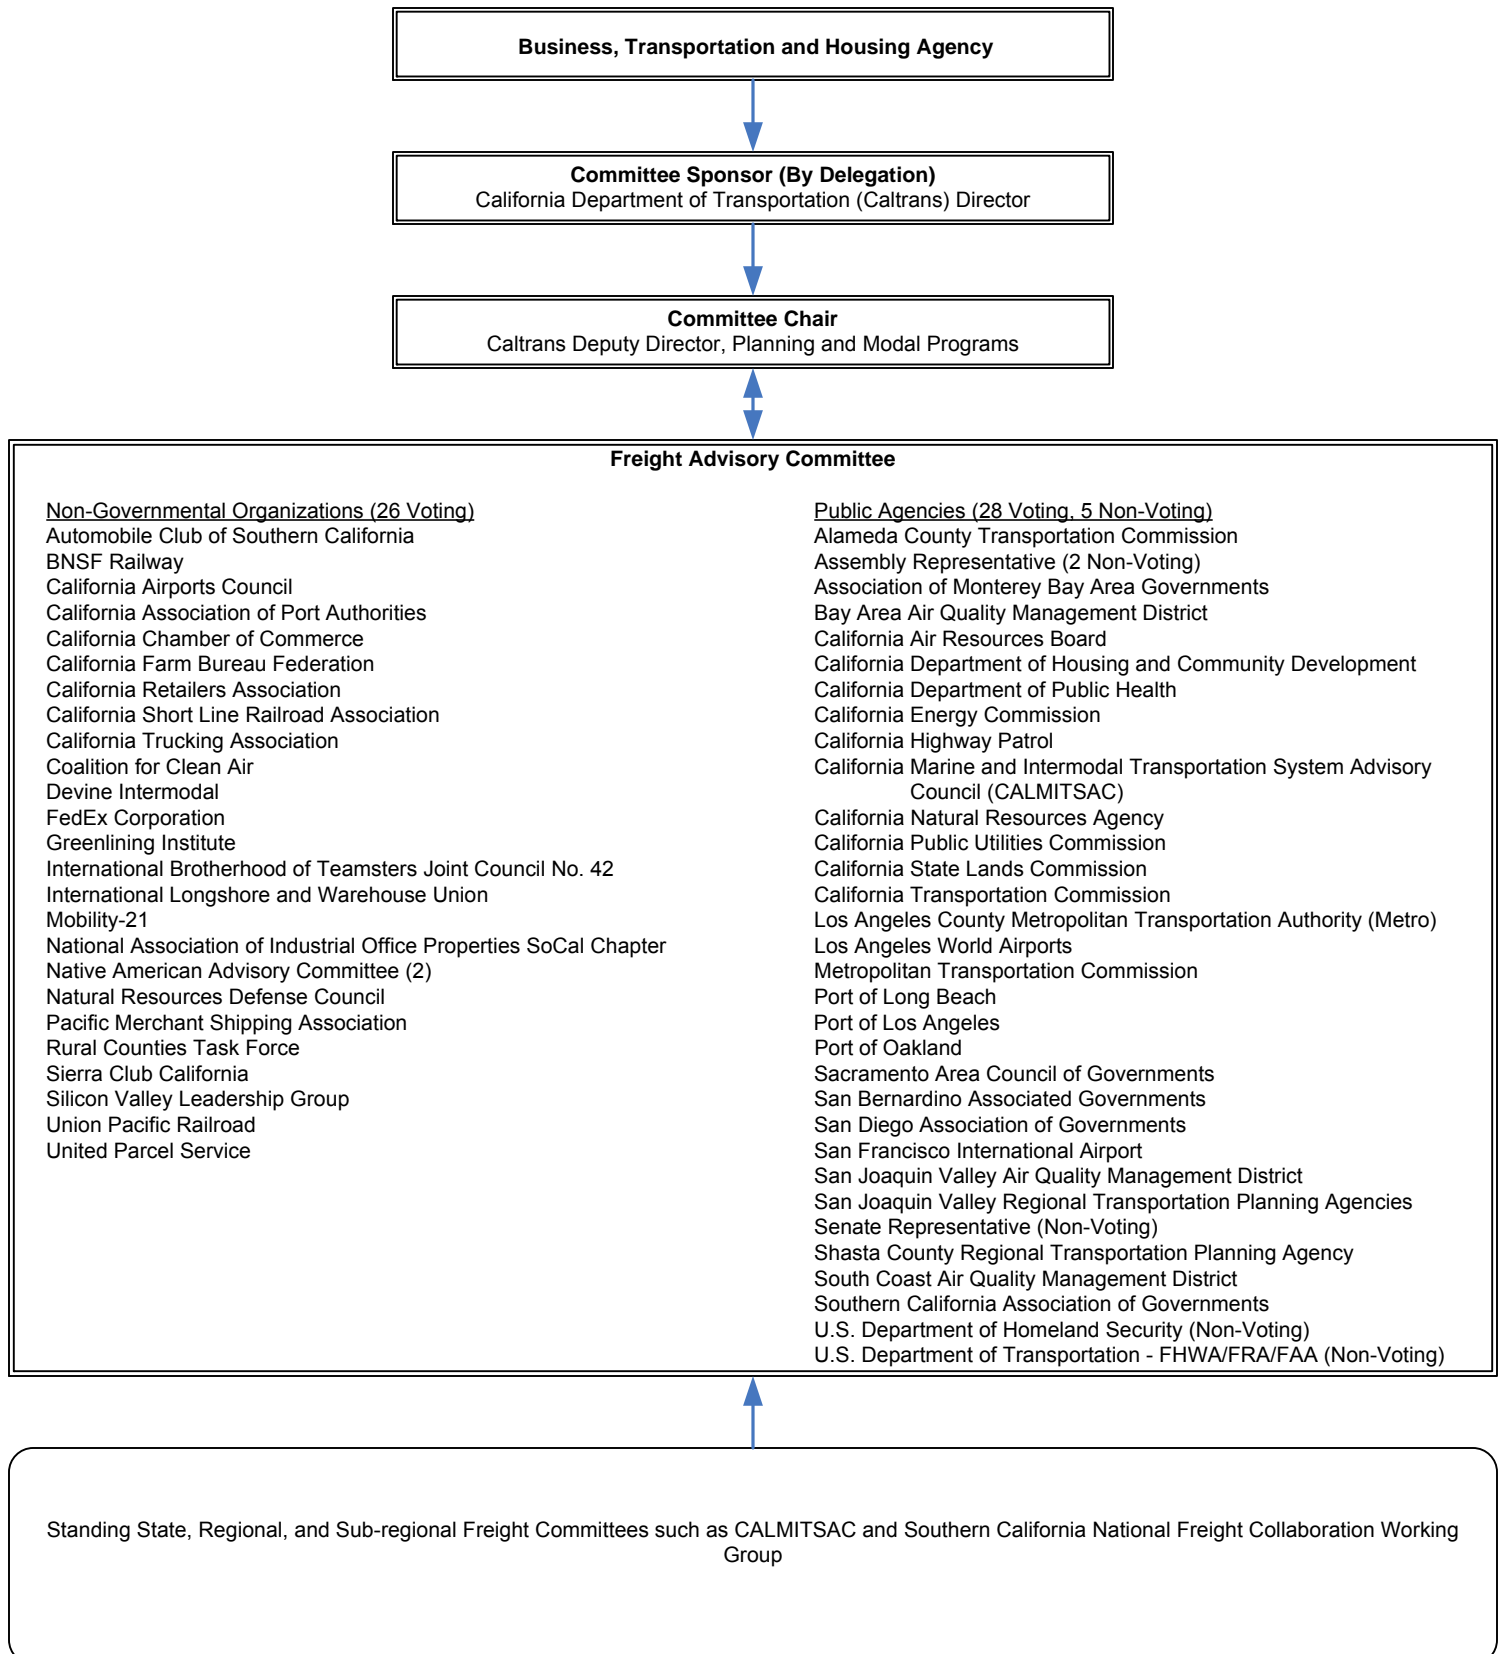 Business, Transportation and Housing Agency
Committee Sponsor (By Delegation)
California Department of Transportation (Caltrans) Director
Committee Chair
Caltrans Deputy Director, Planning and Modal Programs
Freight Advisory Committee
Non-Governmental Organizations (26 Voting)
Automobile Club of Southern California
BNSF Railway
California Airports Council
California Association of Port Authorities
California Chamber of Commerce
California Farm Bureau Federation
California Retailers Association
California Short Line Railroad Association
California Trucking Association
Coalition for Clean Air
Devine Intermodal
FedEx Corporation
Greenlining Institute
International Brotherhood of Teamsters Joint Council No. 42
International Longshore and Warehouse Union
Mobility-21
National Association of Industrial Office Properties SoCal Chapter
Native American Advisory Committee (2)
Natural Resources Defense Council
Pacific Merchant Shipping Association
Rural Counties Task Force
Sierra Club California
Silicon Valley Leadership Group
Union Pacific Railroad
United Parcel Service
Public Agencies (28 Voting, 5 Non-Voting)
Alameda County Transportation Commission
Assembly Representative (2 Non-Voting)
Association of Monterey Bay Area Governments
Bay Area Air Quality Management District
California Air Resources Board
California Department of Housing and Community Development
California Department of Public Health
California Energy Commission
California Highway Patrol
California Marine and Intermodal Transportation System Advisory
Council (CALMITSAC)
California Natural Resources Agency
California Public Utilities Commission
California State Lands Commission
California Transportation Commission
Los Angeles County Metropolitan Transportation Authority (Metro)
Los Angeles World Airports
Metropolitan Transportation Commission
Port of Long Beach
Port of Los Angeles
Port of Oakland
Sacramento Area Council of Governments
San Bernardino Associated Governments
San Diego Association of Governments
San Francisco International Airport
San Joaquin Valley Air Quality Management District
San Joaquin Valley Regional Transportation Planning Agencies
Senate Representative (Non-Voting)
Shasta County Regional Transportation Planning Agency
South Coast Air Quality Management District
Southern California Association of Governments
U.S. Department of Homeland Security (Non-Voting)
U.S. Department of Transportation - FHWA/FRA/FAA (Non-Voting)
Standing State, Regional, and Sub-regional Freight Committees such as CALMITSAC and Southern California National Freight Collaboration Working
Group